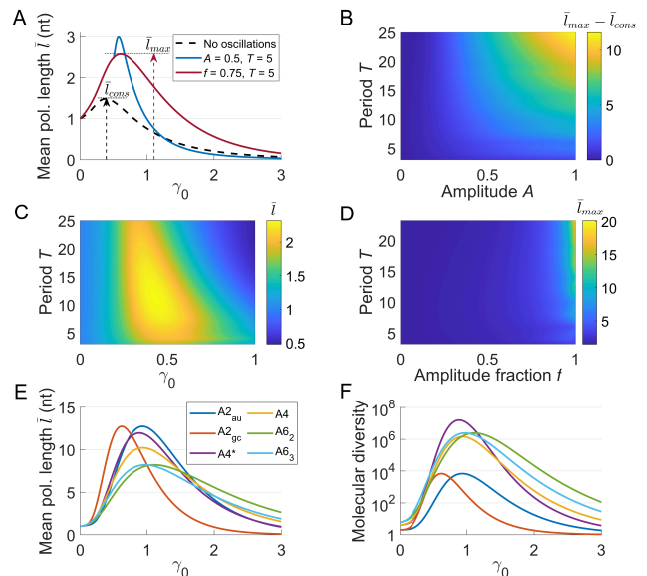 A
Mean pol. length l̄ (nt)
3
2
1
0
0 1 2 3
γ0
l̄cons
l̄max
No oscillations
A = 0.5, T = 5
f = 0.75, T = 5
B
l̄max − l̄cons
Period T
25
20
15
10
5
0 0.5 1
Amplitude A
10
5
0
C
l̄
Period T
25
20
15
10
5
0 0.5 1
γ0
2
1.5
1
0.5
D
l̄max
Period T
25
20
15
10
5
0 0.5 1
Amplitude fraction f
20
15
10
5
E
Mean pol. length l̄ (nt)
15
10
5
0
0 1 2 3
γ0
A2au A4
A2gc A62
A4* A63
F
Molecular diversity
10^8
10^6
10^4
10^2
1
0 1 2 3
γ0